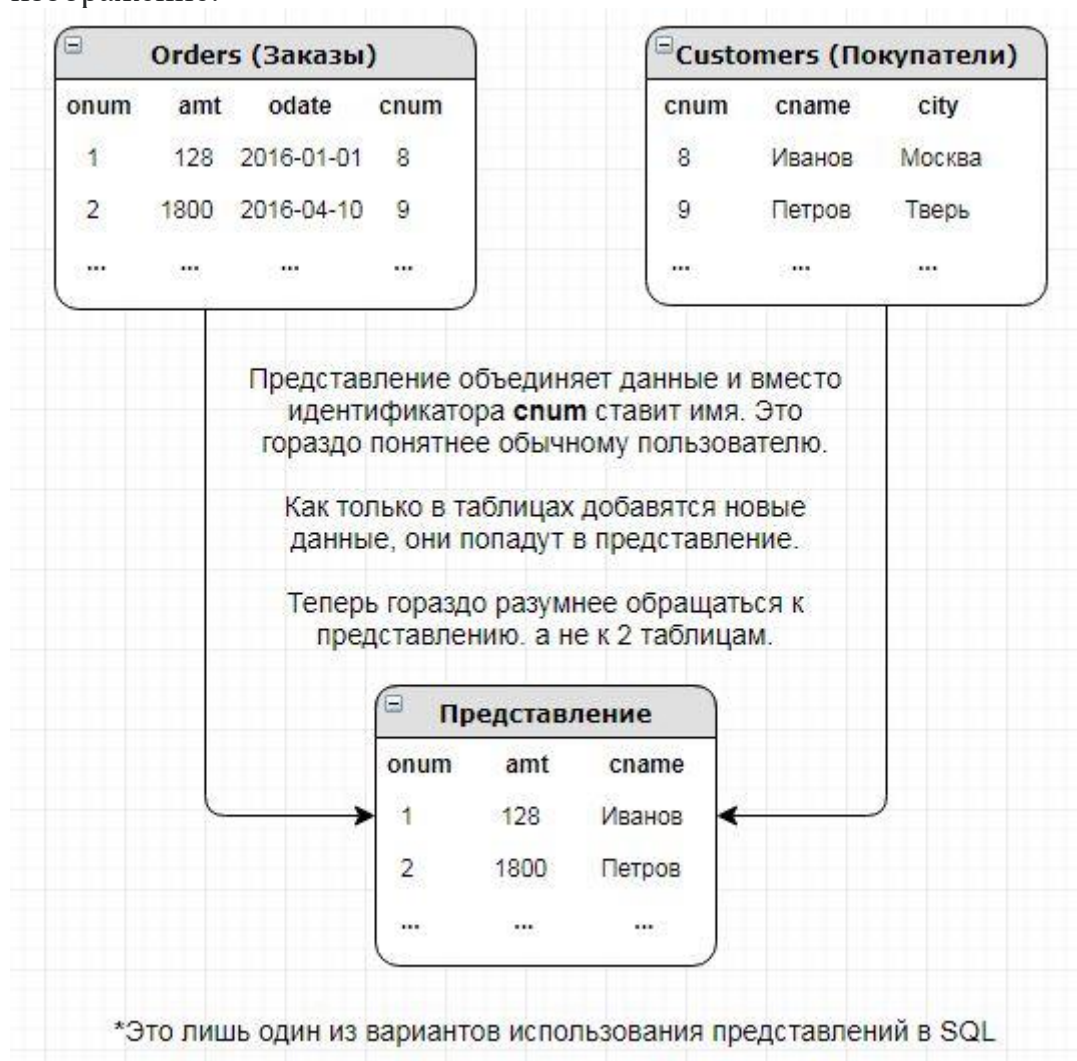 Orders (Заказы)
onum amt odate cnum
1 128 2016-01-01 8
2 1800 2016-04-10 9
... ... ... ...
Customers (Покупатели)
cnum cname city
8 Иванов Москва
9 Петров Тверь
... ... ...
Представление объединяет данные и вместо
идентификатора cnum ставит имя. Это
гораздо понятнее обычному пользователю.
Как только в таблицах добавятся новые
данные, они попадут в представление.
Теперь гораздо разумнее обращаться к
представлению. а не к 2 таблицам.
Представление
onum amt cname
1 128 Иванов
2 1800 Петров
... ... ...
*Это лишь один из вариантов использования представлений в SQL